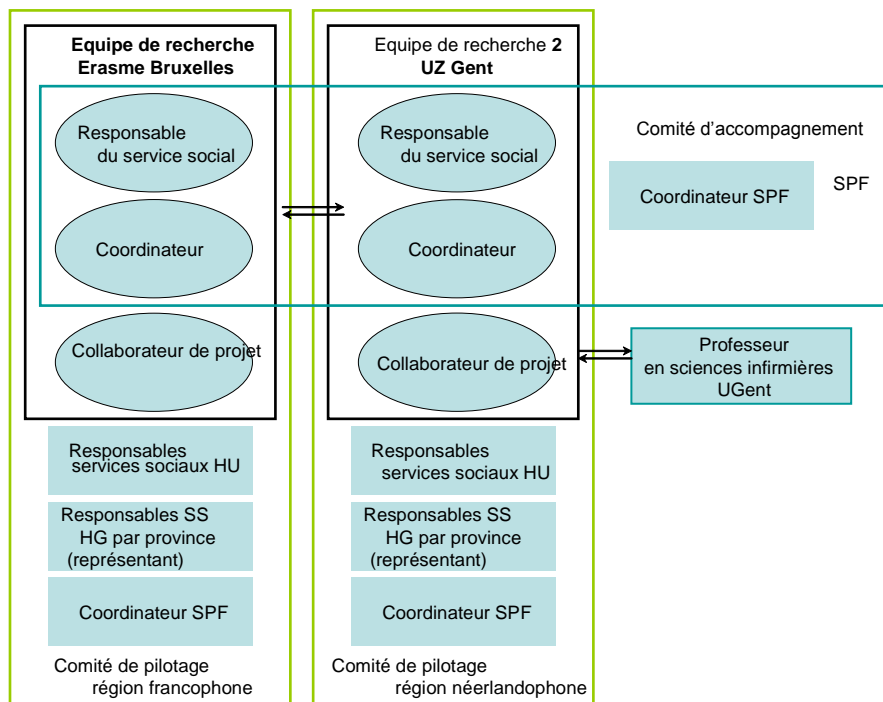 Equipe de recherche
Erasme Bruxelles
Responsable
du service social
Coordinateur
Collaborateur de projet
Responsables
services sociaux HU
Responsables SS
HG par province
(représentant)
Coordinateur SPF
Comité de pilotage
région francophone
Equipe de recherche 2
UZ Gent
Responsable
du service social
Coordinateur
Collaborateur de projet
Responsables
services sociaux HU
Responsables SS
HG par province
(représentant)
Coordinateur SPF
Comité de pilotage
région néerlandophone
Comité d’accompagnement
Coordinateur SPF
SPF
Professeur
en sciences infirmières
UGent